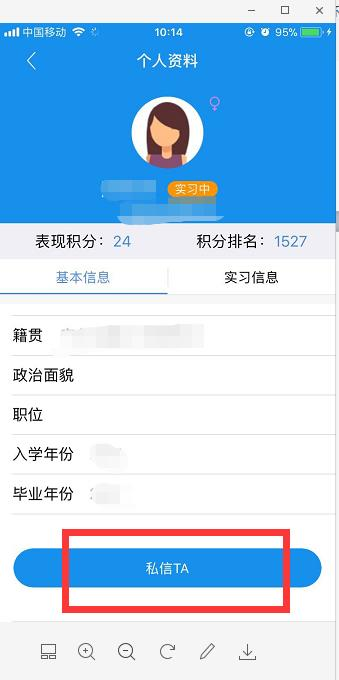 中国移动 10:14 95%
个人资料
实习中
表现积分：24 积分排名：1527
基本信息 实习信息
籍贯
政治面貌
职位
入学年份
毕业年份
私信TA